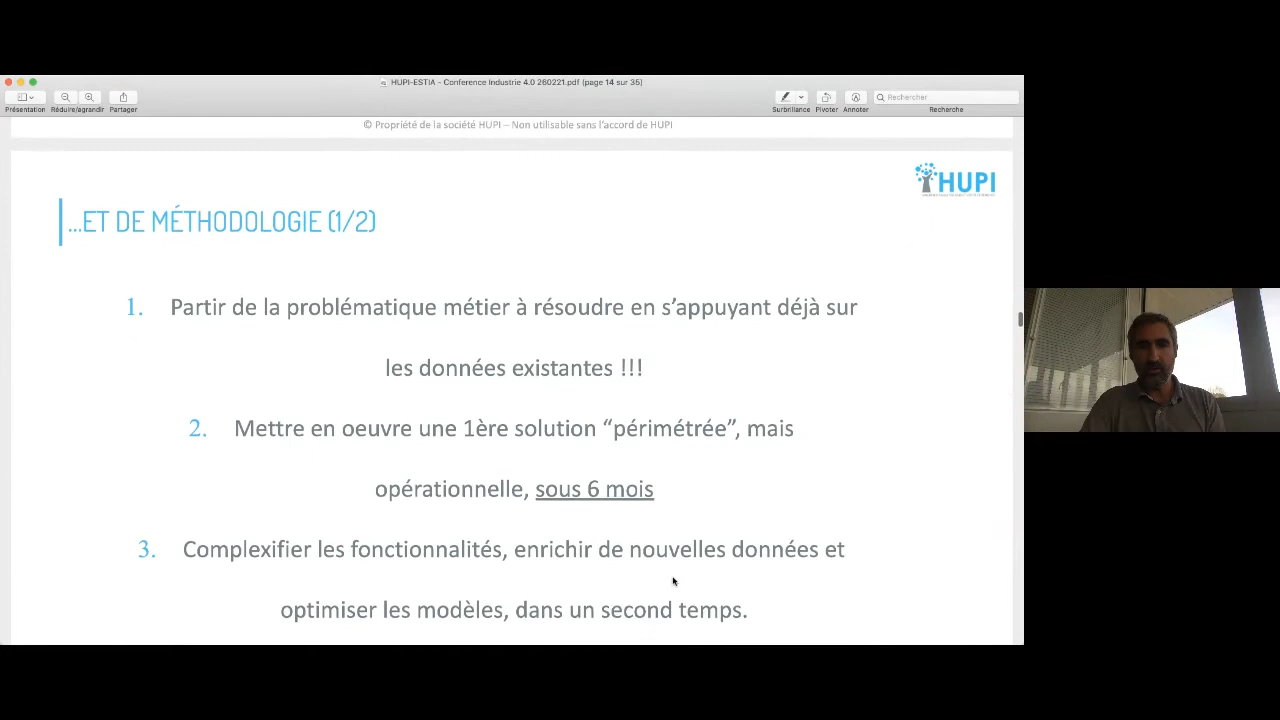 HUPI-ESTIA - Conference Industrie 4.0 260221.pdf (page 14 sur 35)
Présentation Réduire/agrandir Partager Surbrillance Pivoter Annoter Rechercher Recherche
© Propriété de la société HUPI – Non utilisable sans l'accord de HUPI
HUPI
...ET DE MÉTHODOLOGIE (1/2)
1. Partir de la problématique métier à résoudre en s'appuyant déjà sur
les données existantes !!!
2. Mettre en oeuvre une 1ère solution “périmétrée”, mais
opérationnelle, sous 6 mois
3. Complexifier les fonctionnalités, enrichir de nouvelles données et
optimiser les modèles, dans un second temps.